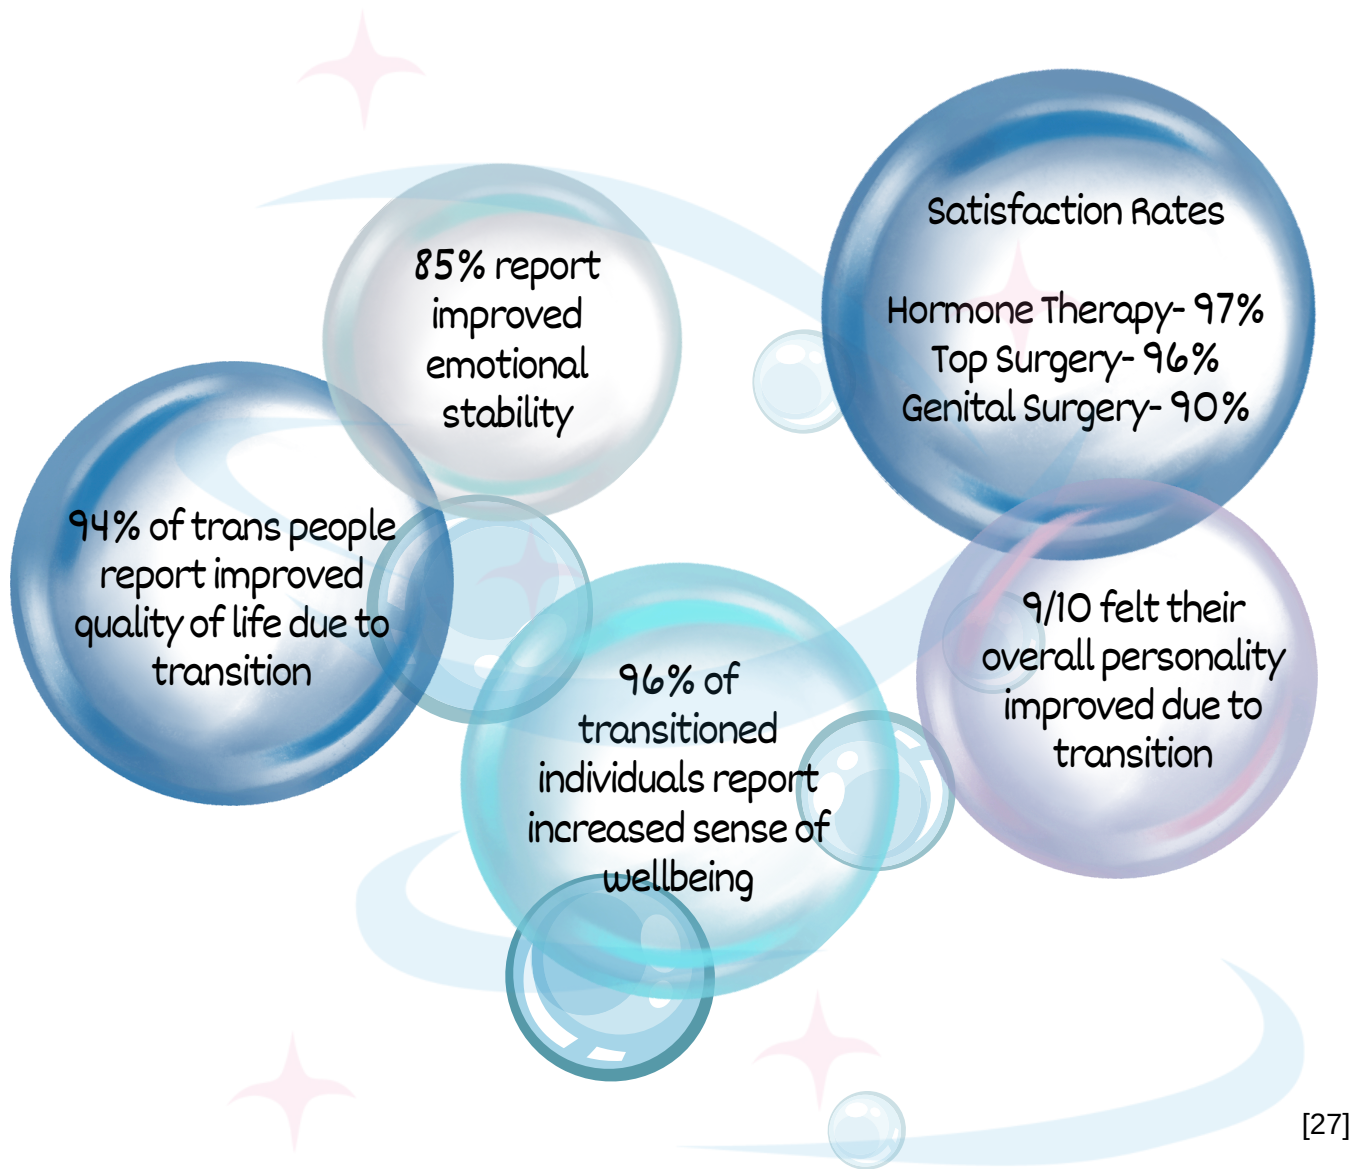 Satisfaction Rates
Hormone Therapy- 97%
Top Surgery- 96%
Genital Surgery- 90%
85% report
improved
emotional
stability
94% of trans people
report improved
quality of life due to
transition
96% of
transitioned
individuals report
increased sense of
wellbeing
9/10 felt their
overall personality
improved due to
transition
[27]